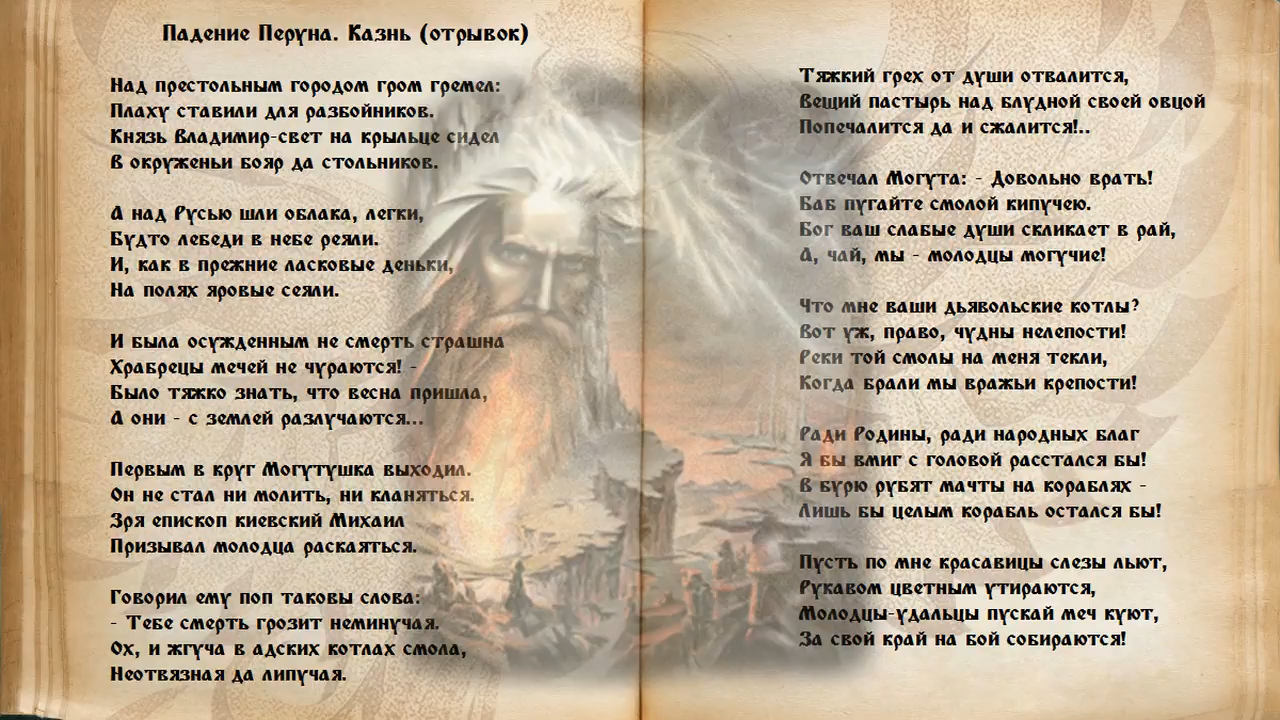 Падение Перуна. Казнь (отрывок)
Над престольным городом гром гремел:
Плаху ставили для разбойников.
Князь Владимир-свет на крыльце сидел
В окруженьи бояр да стольников.
А над Русью шли облака, легки,
Будто лебеди в небе реяли.
И, как в прежние ласковые деньки,
На полях яровые сеяли.
И была осужденным не смерть страшна
Храбрецы мечей не чураются! -
Было тяжко знать, что весна пришла,
А они - с землей разлучаются...
Первым в круг Могутушка выходил.
Он не стал ни молить, ни кланяться.
Зря епископ киевский Михаил
Призывал молодца раскаяться.
Говорил ему поп таковы слова:
- Тебе смерть грозит неминучая.
Ох, и жгуча в адских котлах смола,
Неотвязная да липучая.
Тяжкий грех от души отвалится,
Вещий пастырь над блудной своей овцой
Попечалится да и сжалится!..
Отвечал Могута: - Довольно врать!
Баб пугайте смолой кипучею.
Бог ваш слабые души скликает в рай,
А, чай, мы - молодцы могучие!
Что мне ваши дьявольские котлы?
Вот уж, право, чудны нелепости!
Реки той смолы на меня текли,
Когда брали мы вражьи крепости!
Ради Родины, ради народных благ
Я бы вмиг с головой расстался бы!
В бурю рубят мачты на кораблях -
Лишь бы целым корабль остался бы!
Пусть по мне красавицы слезы льют,
Рукавом цветным утираются,
Молодцы-удальцы пускай меч куют,
За свой край на бой собираются!